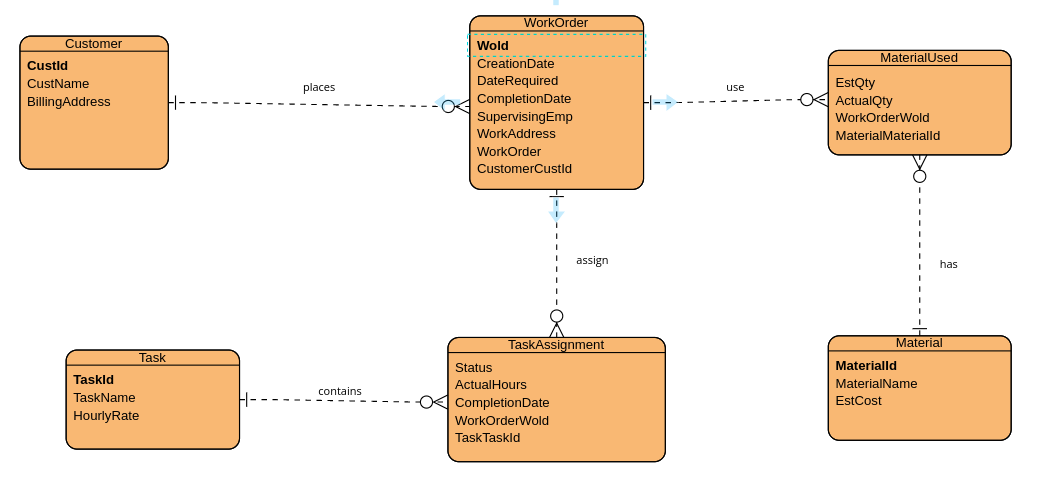 Customer
CustId
CustName
BillingAddress
places
WorkOrder
WoId
CreationDate
DateRequired
CompletionDate
SupervisingEmp
WorkAddress
WorkOrder
CustomerCustId
use
MaterialUsed
EstQty
ActualQty
WorkOrderWoId
MaterialMaterialId
assign
has
Task
TaskId
TaskName
HourlyRate
contains
TaskAssignment
Status
ActualHours
CompletionDate
WorkOrderWoId
TaskTaskId
Material
MaterialId
MaterialName
EstCost